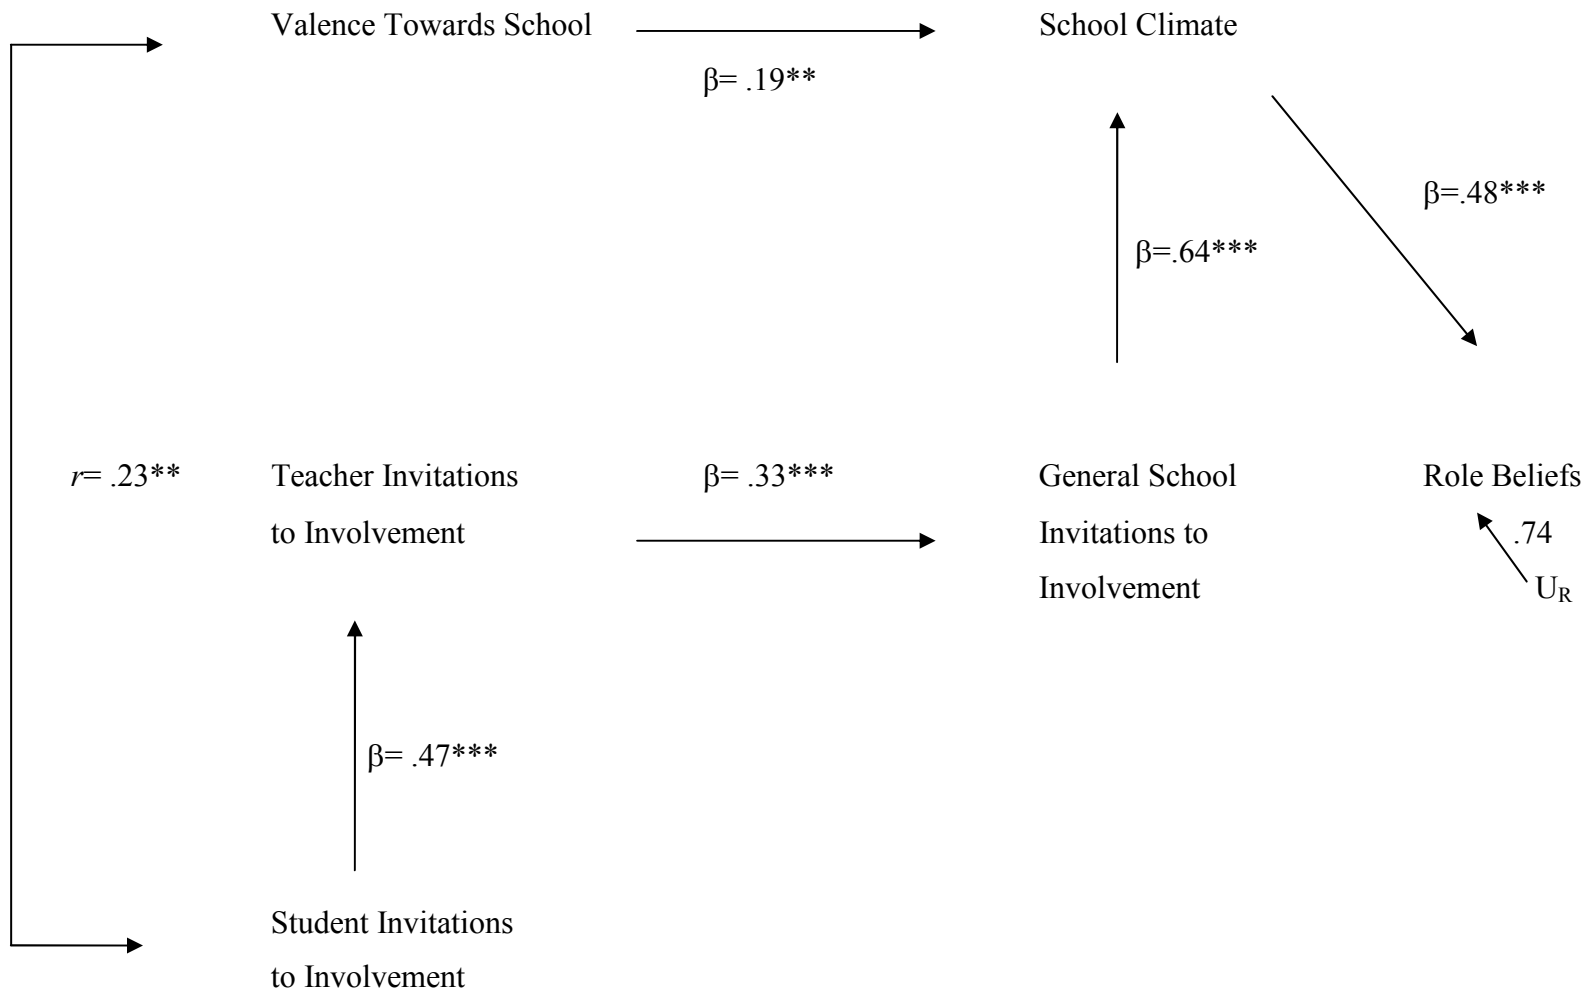 Valence Towards School
School Climate
β= .19**
β=.48***
β=.64***
r= .23**
Teacher Invitations
to Involvement
β= .33***
General School
Invitations to
Involvement
Role Beliefs
.74
U_R
β= .47***
Student Invitations
to Involvement